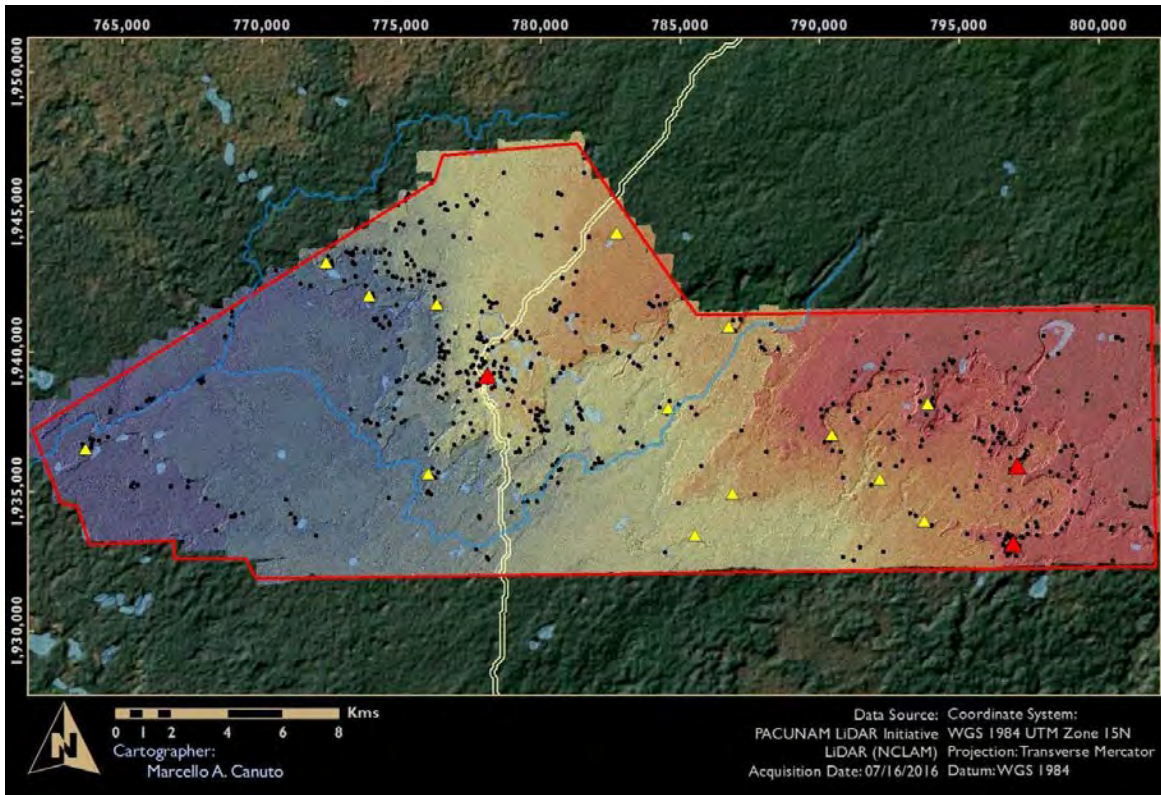 765,000 770,000 775,000 780,000 785,000 790,000 795,000 800,000
1,950,000
1,945,000
1,940,000
1,935,000
1,930,000
N
Kms
0 1 2 4 6 8
Cartographer:
Marcello A. Canuto
Data Source: Coordinate System:
PACUNAM LiDAR Initiative WGS 1984 UTM Zone 15N
LiDAR (NCLAM) Projection: Transverse Mercator
Acquisition Date: 07/16/2016 Datum: WGS 1984